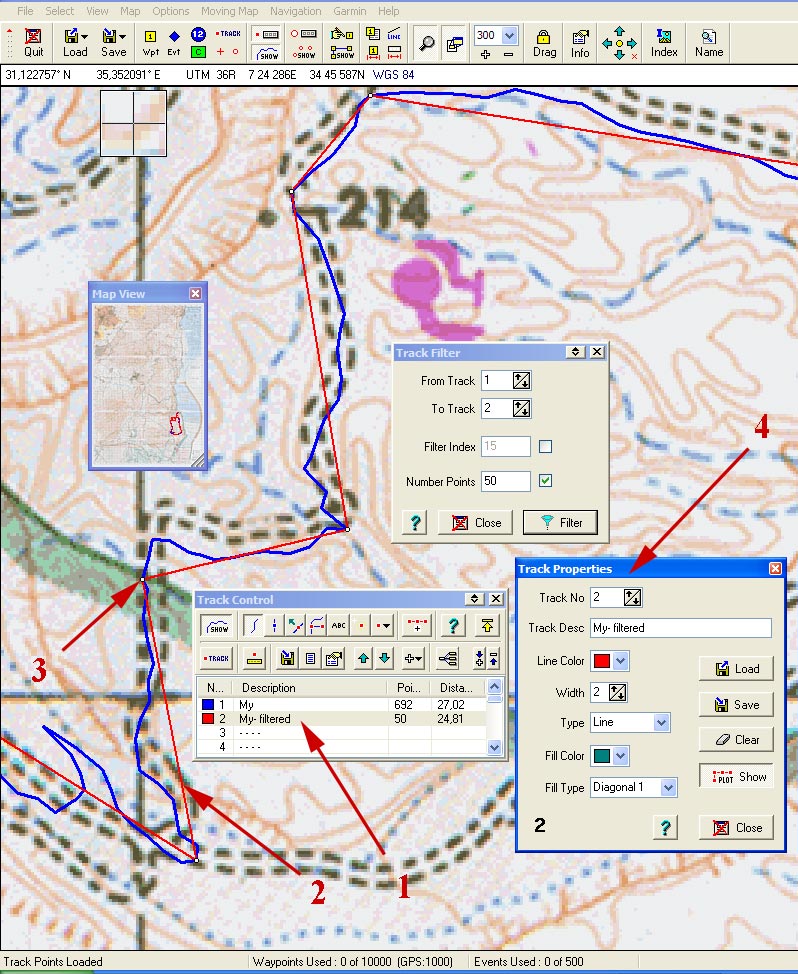 File Select View Map Options Moving Map Navigation Garmin Help
Quit Load Save 1 Wpt Evt 12 C TRACK SHOW SHOW SHOW 300 Drag Info Index Name
31,122757° N 35,352091° E UTM 36R 7 24 286E 34 45 587N WGS 84
214
Map View
Track Filter
From Track 1
To Track 2
Filter Index 15
Number Points 50
? Close Filter
4
Track Properties
Track No 2
Track Desc My- filtered
Line Color Load
Width 2 Save
Type Line Clear
Fill Color PLOT Show
Fill Type Diagonal 1
2 ? Close
Track Control
SHOW ABC ?
TRACK
N... Description Poi... Dista...
1 My 692 27,02
2 My- filtered 50 24,81
3 - - - -
4 - - - -
3
2
1
Track Points Loaded Waypoints Used : 0 of 10000 (GPS:1000) Events Used : 0 of 500